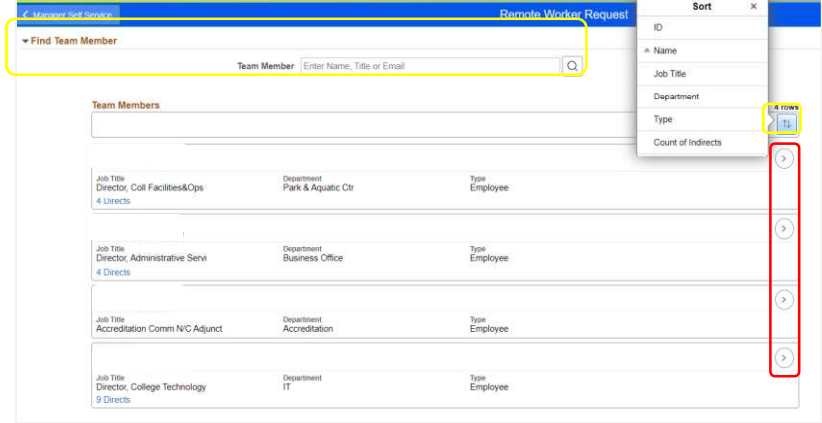 Manager Self Service
Remote Worker Request
Sort ×
ID
Name
Job Title
Department
Type
Count of Indirects
Find Team Member
Team Member Enter Name, Title or Email
Team Members
4 rows
Job Title Department Type
Director, Coll Facilities&Ops Park & Aquatic Ctr Employee
4 Directs
Job Title Department Type
Director, Administrative Servi Business Office Employee
4 Directs
Job Title Department Type
Accreditation Comm N/C Adjunct Accreditation Employee
Job Title Department Type
Director, College Technology IT Employee
9 Directs